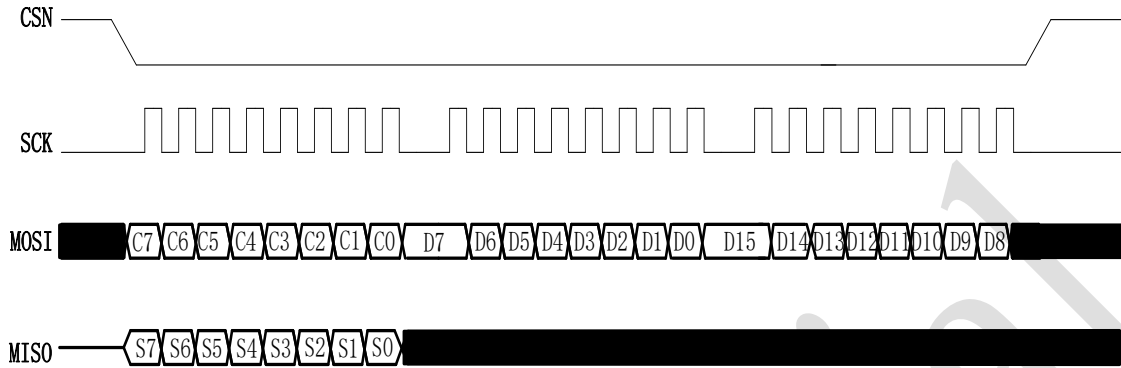 CSN
SCK
MOSI C7 C6 C5 C4 C3 C2 C1 C0 D7 D6 D5 D4 D3 D2 D1 D0 D15 D14 D13 D12 D11 D10 D9 D8
MISO S7 S6 S5 S4 S3 S2 S1 S0